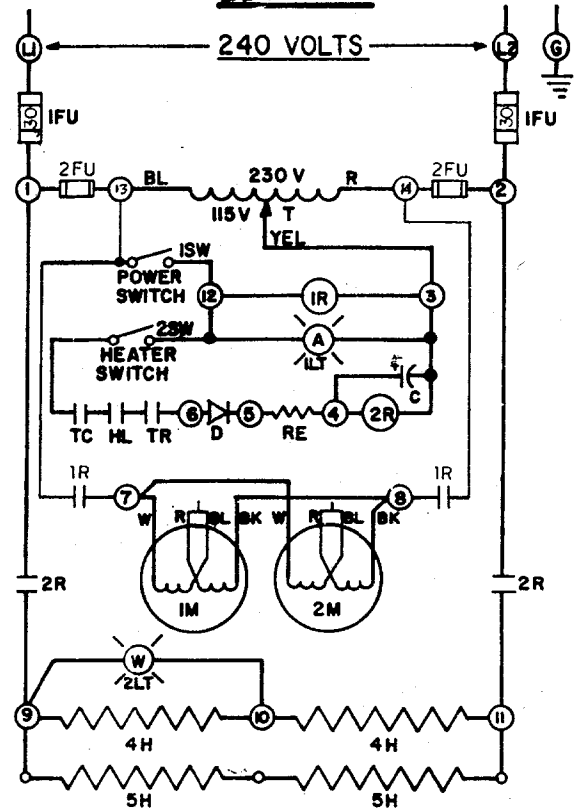 L1 240 VOLTS L2 G
30 1FU 30 1FU
1 2FU 13 BL 230 V R 14 2FU 2
115V T
YEL
1SW
POWER SWITCH 12 1R 3
2SW A
HEATER SWITCH 1LT
C
TC HL TR 6 D 5 RE 4 2R
1R 7 8 1R
W R BL BK W R BL BK
1M 2M
2R 2R
W
2LT
9 10 11
4H 4H
5H 5H